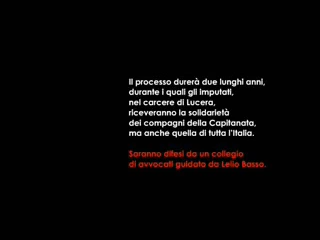 Il processo durerà due lunghi anni,
durante i quali gli imputati,
nel carcere di Lucera,
riceveranno la solidarietà
dei compagni della Capitanata,
ma anche quella di tutta l'Italia.
Saranno difesi da un collegio
di avvocati guidato da Lelio Basso.